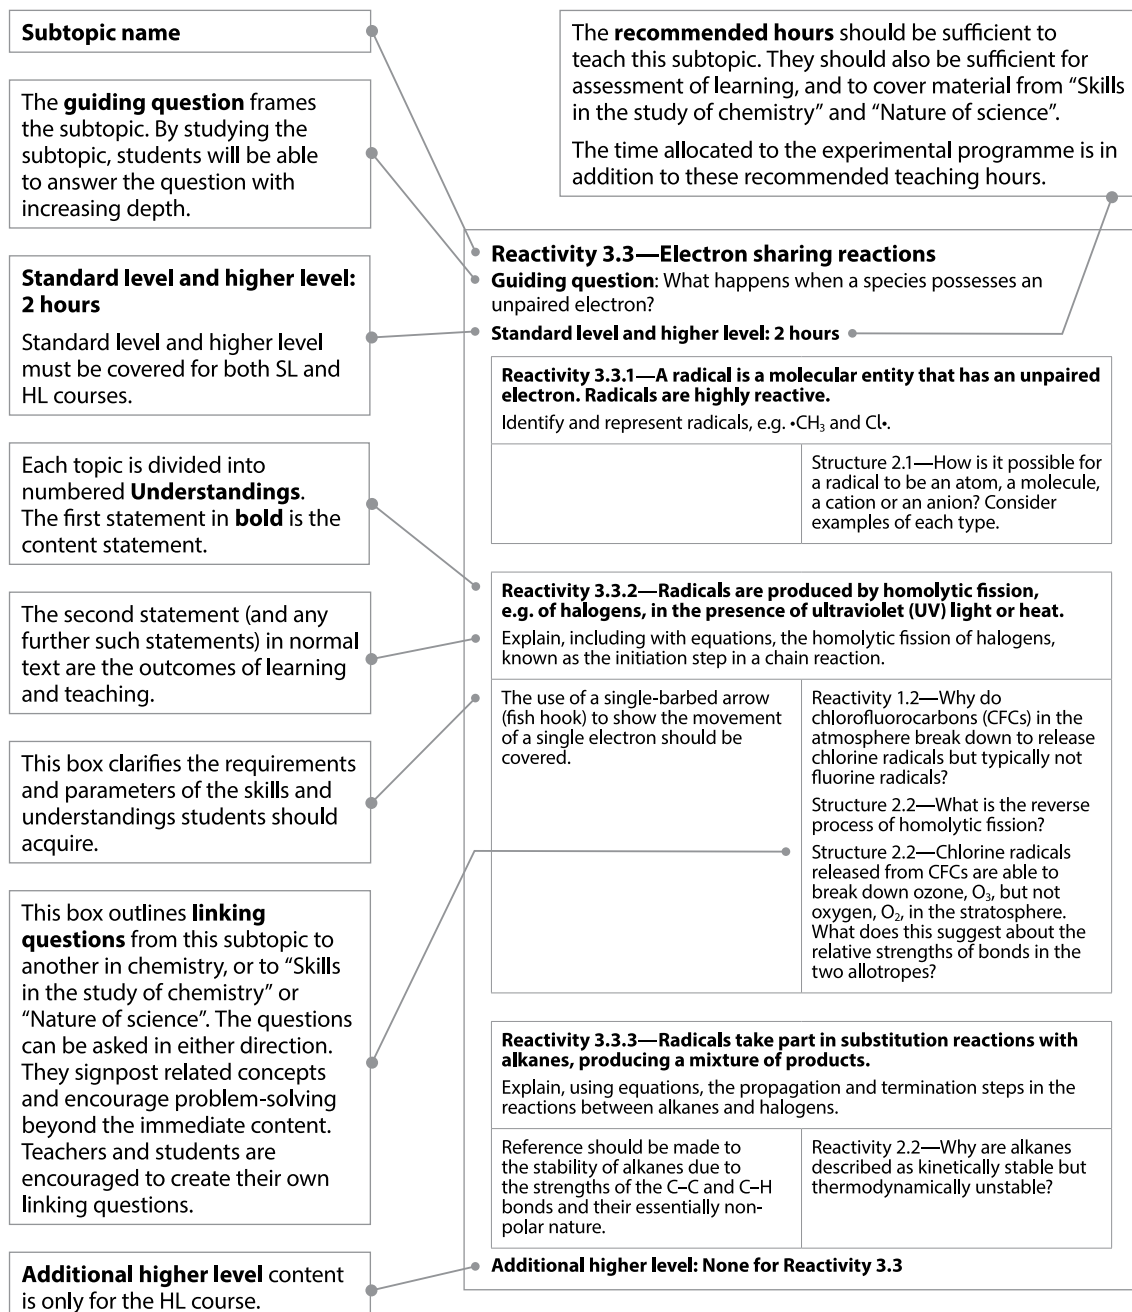 Subtopic name
The guiding question frames
the subtopic. By studying the
subtopic, students will be able
to answer the question with
increasing depth.
Standard level and higher level:
2 hours
Standard level and higher level
must be covered for both SL and
HL courses.
Each topic is divided into
numbered Understandings.
The first statement in bold is the
content statement.
The second statement (and any
further such statements) in normal
text are the outcomes of learning
and teaching.
This box clarifies the requirements
and parameters of the skills and
understandings students should
acquire.
This box outlines linking
questions from this subtopic to
another in chemistry, or to “Skills
in the study of chemistry” or
“Nature of science”. The questions
can be asked in either direction.
They signpost related concepts
and encourage problem-solving
beyond the immediate content.
Teachers and students are
encouraged to create their own
linking questions.
Additional higher level content
is only for the HL course.
The recommended hours should be sufficient to
teach this subtopic. They should also be sufficient for
assessment of learning, and to cover material from “Skills
in the study of chemistry” and “Nature of science”.
The time allocated to the experimental programme is in
addition to these recommended teaching hours.
Reactivity 3.3—Electron sharing reactions
Guiding question: What happens when a species possesses an
unpaired electron?
Standard level and higher level: 2 hours
Reactivity 3.3.1—A radical is a molecular entity that has an unpaired
electron. Radicals are highly reactive.
Identify and represent radicals, e.g. •CH₃ and Cl•.
Structure 2.1—How is it possible for
a radical to be an atom, a molecule,
a cation or an anion? Consider
examples of each type.
Reactivity 3.3.2—Radicals are produced by homolytic fission,
e.g. of halogens, in the presence of ultraviolet (UV) light or heat.
Explain, including with equations, the homolytic fission of halogens,
known as the initiation step in a chain reaction.
The use of a single-barbed arrow
(fish hook) to show the movement
of a single electron should be
covered.
Reactivity 1.2—Why do
chlorofluorocarbons (CFCs) in the
atmosphere break down to release
chlorine radicals but typically not
fluorine radicals?
Structure 2.2—What is the reverse
process of homolytic fission?
Structure 2.2—Chlorine radicals
released from CFCs are able to
break down ozone, O₃, but not
oxygen, O₂, in the stratosphere.
What does this suggest about the
relative strengths of bonds in the
two allotropes?
Reactivity 3.3.3—Radicals take part in substitution reactions with
alkanes, producing a mixture of products.
Explain, using equations, the propagation and termination steps in the
reactions between alkanes and halogens.
Reference should be made to
the stability of alkanes due to
the strengths of the C–C and C–H
bonds and their essentially non-
polar nature.
Reactivity 2.2—Why are alkanes
described as kinetically stable but
thermodynamically unstable?
Additional higher level: None for Reactivity 3.3